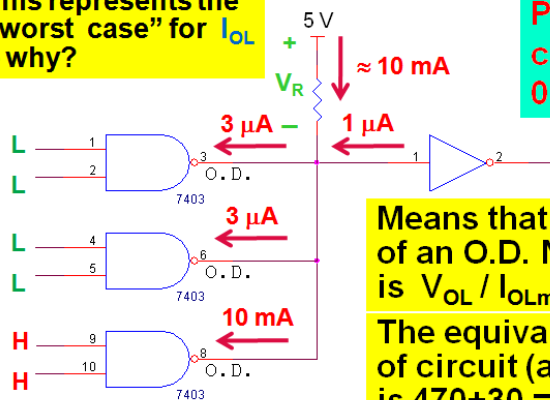 represents the
worst case” for IOL
why?
5 V
+
≈ 10 mA
VR
–
3 µA
1 µA
L
1
3
1
2
L
2
O.D.
7403
3 µA
L
4
6
L
5
O.D.
7403
10 mA
H
9
8
H
10
O.D.
7403
Means that
of an O.D.
is VOL / IOLm
The equiva
of circuit (a
is 470+30 =
P
c
0